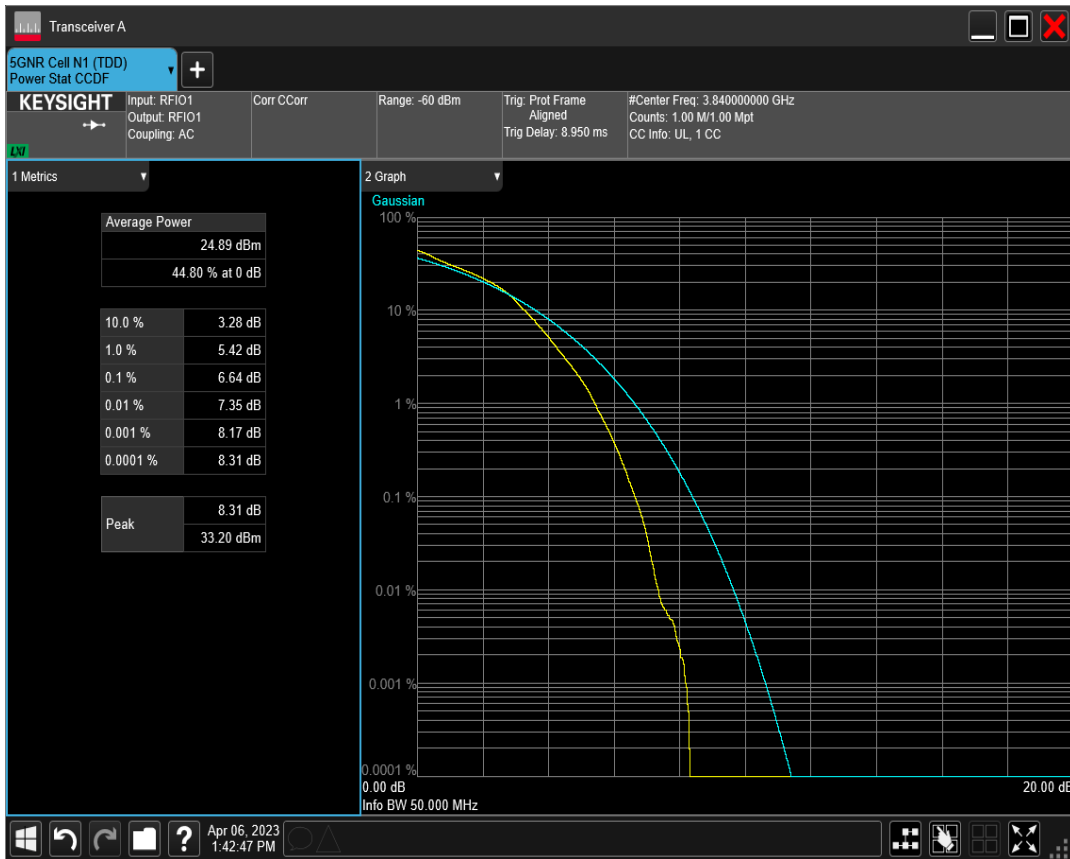 Transceiver A
5GNR Cell N1 (TDD)
Power Stat CCDF
KEYSIGHT
LXI
Input: RFIO1
Output: RFIO1
Coupling: AC
Corr CCorr
Range: -60 dBm
Trig: Prot Frame
Aligned
Trig Delay: 8.950 ms
#Center Freq: 3.840000000 GHz
Counts: 1.00 M/1.00 Mpt
CC Info: UL, 1 CC
1 Metrics
Average Power
24.89 dBm
44.80 % at 0 dB
10.0 % 3.28 dB
1.0 % 5.42 dB
0.1 % 6.64 dB
0.01 % 7.35 dB
0.001 % 8.17 dB
0.0001 % 8.31 dB
Peak 8.31 dB
33.20 dBm
2 Graph
Gaussian
100 %
10 %
1 %
0.1 %
0.01 %
0.001 %
0.0001 %
0.00 dB 20.00 dB
Info BW 50.000 MHz
?
Apr 06, 2023
1:42:47 PM